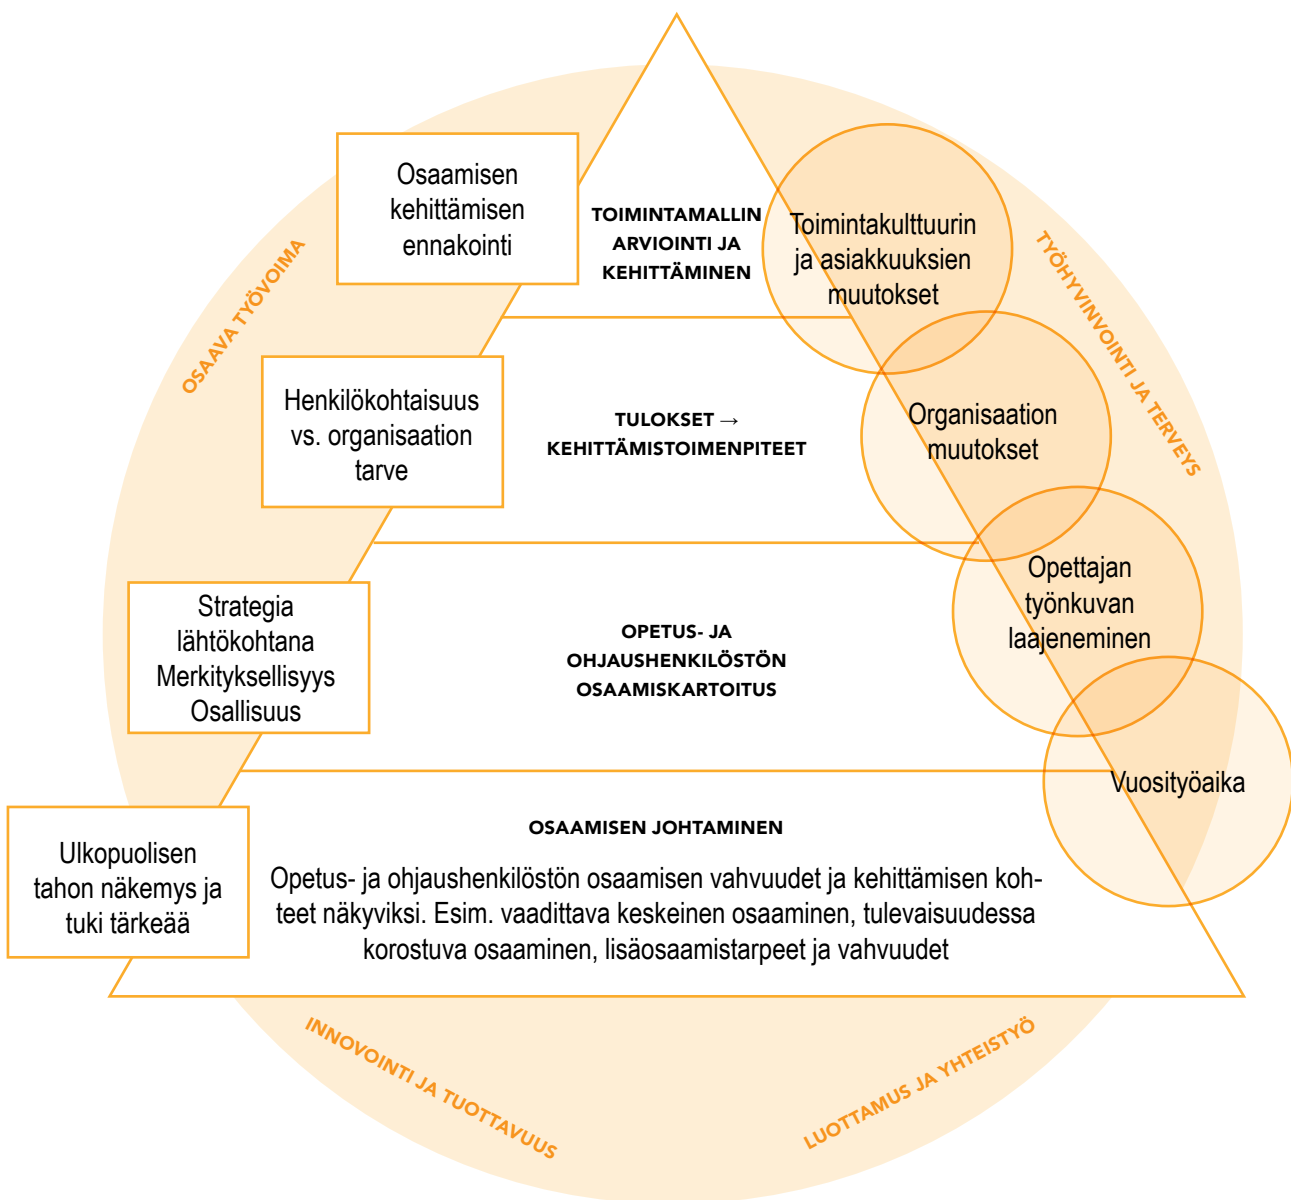 Osaamisen
kehittämisen
ennakointi
TOIMINTAMALLIN
ARVIOINTI JA
KEHITTÄMINEN
Toimintakulttuurin
ja asiakkuuksien
muutokset
OSAAVA TYÖVOIMA
TYÖHYVINVOINTI JA TERVEYS
Henkilökohtaisuus
vs. organisaation
tarve
TULOKSET →
KEHITTÄMISTOIMENPITEET
Organisaation
muutokset
Strategia
lähtökohtana
Merkityksellisyys
Osallisuus
OPETUS- JA
OHJAUSHENKILÖSTÖN
OSAAMISKARTOITUS
Opettajan
työnkuvan
laajeneminen
Vuosityöaika
Ulkopuolisen
tahon näkemys ja
tuki tärkeää
OSAAMISEN JOHTAMINEN
Opetus- ja ohjaushenkilöstön osaamisen vahvuudet ja kehittämisen koh-
teet näkyviksi. Esim. vaadittava keskeinen osaaminen, tulevaisuudessa
korostuva osaaminen, lisäosaamistarpeet ja vahvuudet
INNOVOINTI JA TUOTTAVUUS
LUOTTAMUS JA YHTEISTYÖ